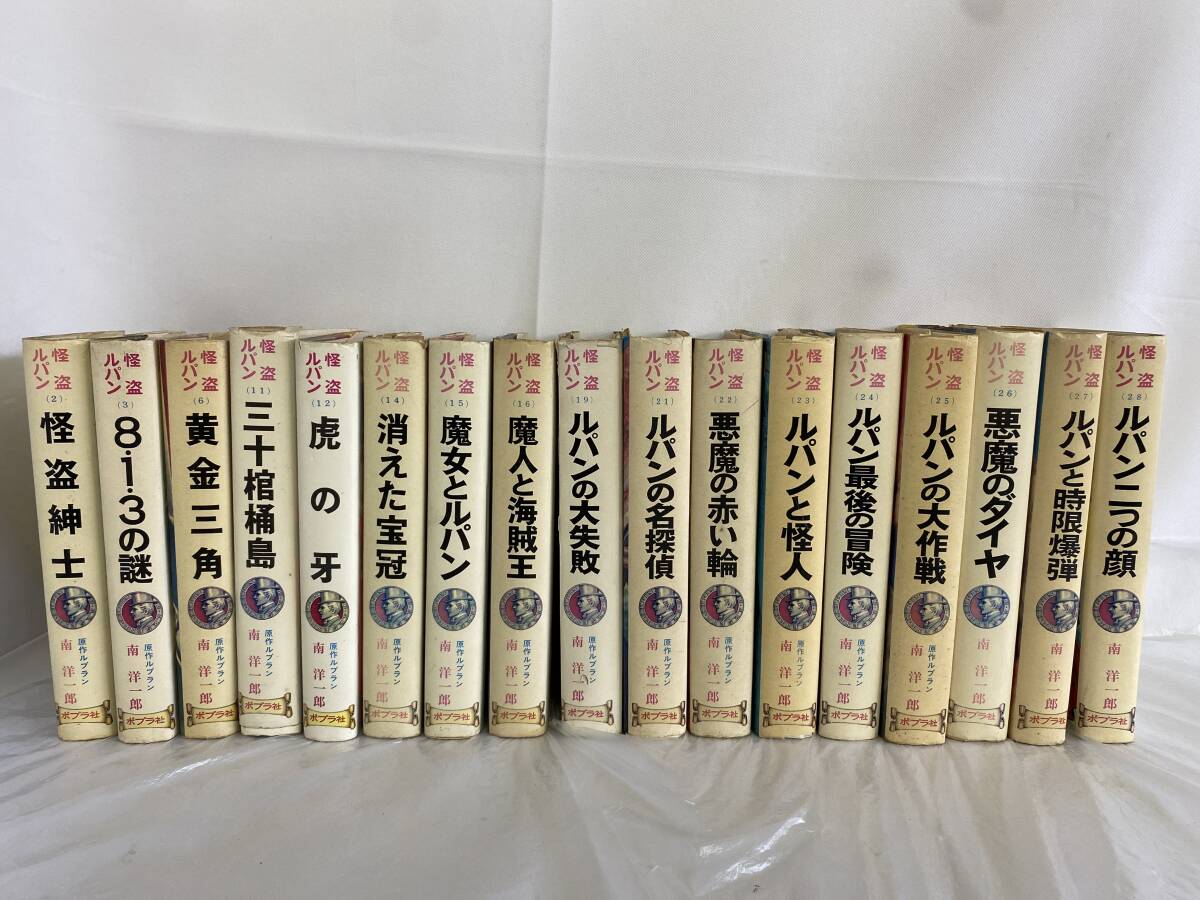 怪盗
ルパン
(2)
怪盗紳士
南洋一郎
ポプラ社
怪盗
ルパン
(3)
8・1・3の謎
原作ルブラン
南洋一郎
ポプラ社
怪盗
ルパン
(6)
黄金三角
南洋一郎
ポプラ社
怪盗
ルパン
(11)
三十棺桶島
原作ルブラン
南洋一郎
ポプラ社
怪盗
ルパン
(12)
虎の牙
原作ルブラン
南洋一郎
ポプラ社
怪盗
ルパン
(14)
消えた宝冠
原作ルブラン
南洋一郎
ポプラ社
怪盗
ルパン
(15)
魔女とルパン
原作ルブラン
南洋一郎
ポプラ社
怪盗
ルパン
(16)
魔人と海賊王
原作ルブラン
南洋一郎
ポプラ社
怪盗
ルパン
(19)
ルパンの大失敗
原作ルブラン
南洋一郎
ポプラ社
怪盗
ルパン
(21)
ルパンの名探偵
原作ルブラン
南洋一郎
ポプラ社
怪盗
ルパン
(22)
悪魔の赤い輪
原作ルブラン
南洋一郎
ポプラ社
怪盗
ルパン
(23)
ルパンと怪人
原作ルブラン
南洋一郎
ポプラ社
怪盗
ルパン
(24)
ルパン最後の冒険
原作ルブラン
南洋一郎
ポプラ社
怪盗
ルパン
(25)
ルパンの大作戦
原作ルブラン
南洋一郎
ポプラ社
怪盗
ルパン
(26)
悪魔のダイヤ
南洋一郎
ポプラ社
怪盗
ルパン
(27)
ルパンと時限爆弾
南洋一郎
ポプラ社
怪盗
ルパン
(28)
ルパン二つの顔
南洋一郎
ポプラ社